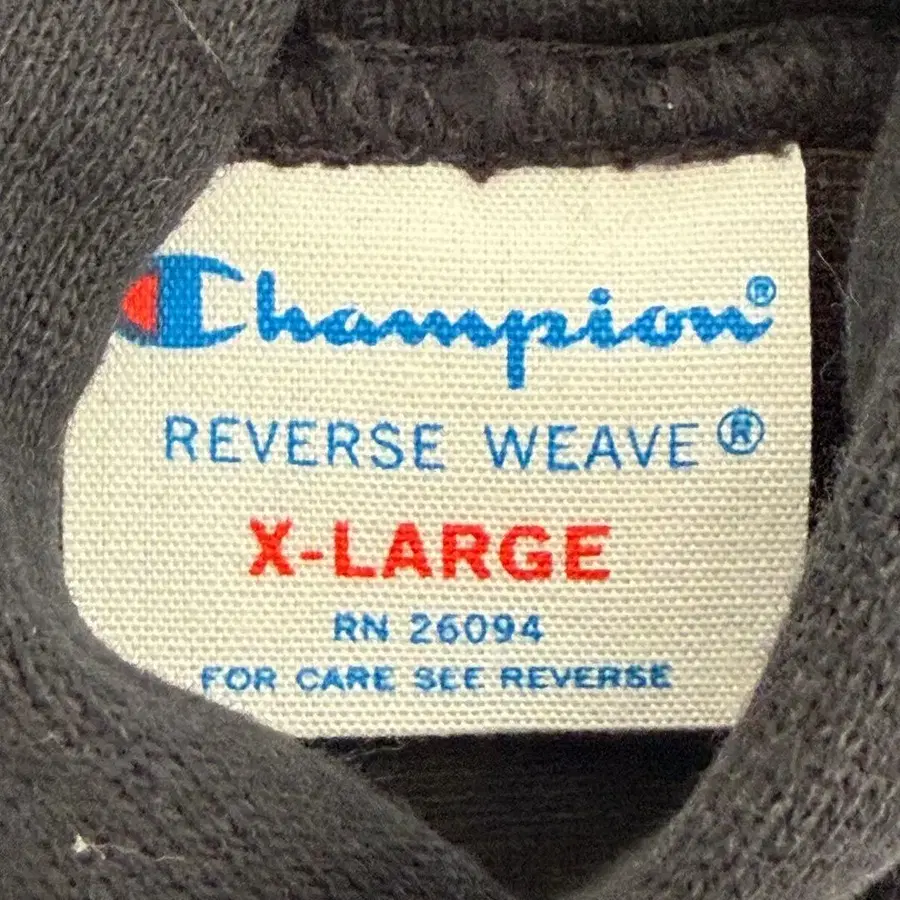 Champion®
REVERSE WEAVE®
X-LARGE
RN 26094
FOR CARE SEE REVERSE